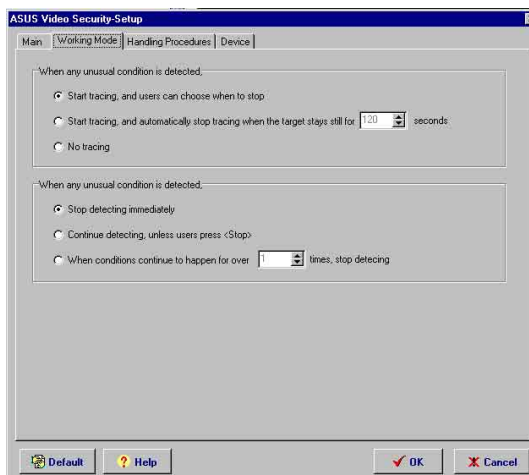 ASUS Video Security-Setup
Main Working Mode Handling Procedures Device
When any unusual condition is detected,
Start tracing, and users can choose when to stop
Start tracing, and automatically stop tracing when the target stays still for 120 seconds
No tracing
When any unusual condition is detected,
Stop detecting immediately
Continue detecting, unless users press <Stop>
When conditions continue to happen for over 1 times, stop detecing
Default ? Help OK Cancel